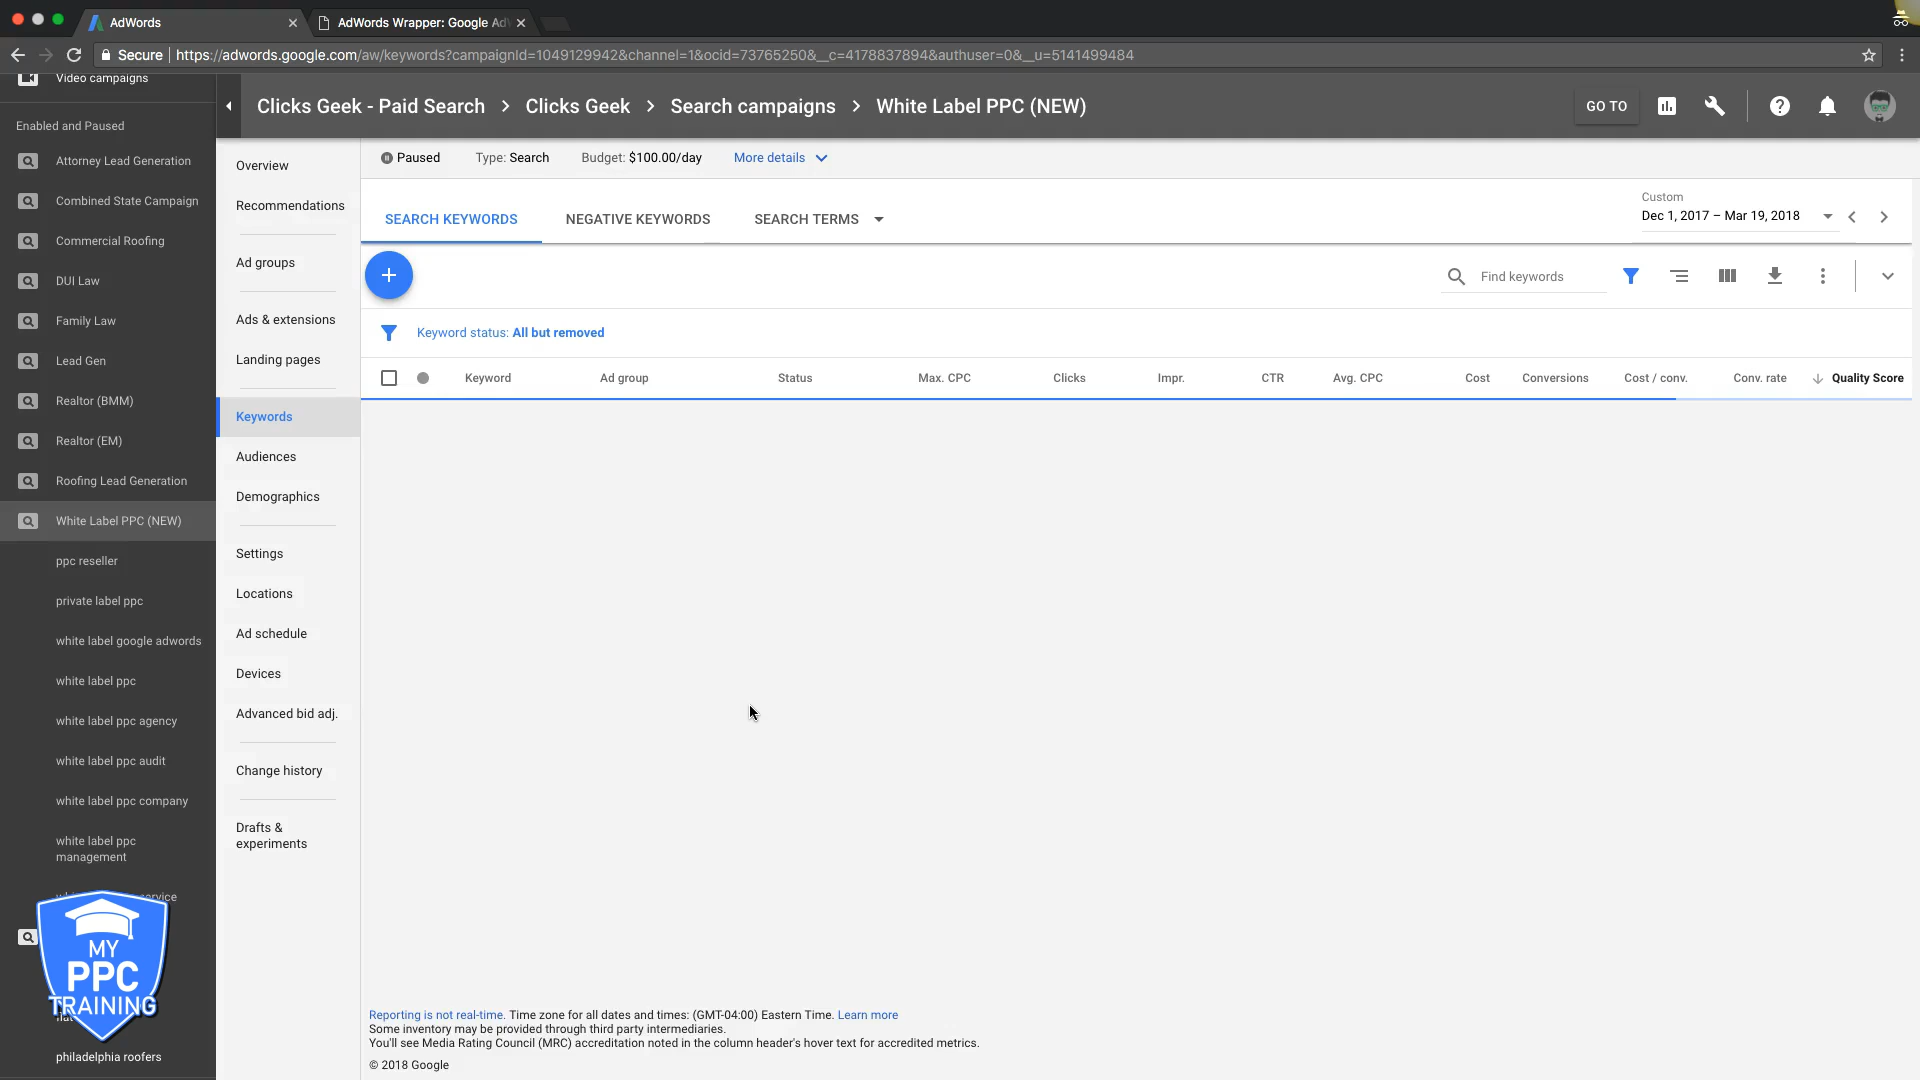 AdWords
AdWords Wrapper: Google Ad
Secure https://adwords.google.com/aw/keywords?campaignId=1049129942&channel=1&ocid=73765250&__c=4178837894&authuser=0&__u=5141499484
Video campaigns
Enabled and Paused
Attorney Lead Generation
Combined State Campaign
Commercial Roofing
DUI Law
Family Law
Lead Gen
Realtor (BMM)
Realtor (EM)
Roofing Lead Generation
White Label PPC (NEW)
ppc reseller
private label ppc
white label google adwords
white label ppc
white label ppc agency
white label ppc audit
white label ppc company
white label ppc
management
MY
PPC
TRAINING
philadelphia roofers
Clicks Geek - Paid Search > Clicks Geek > Search campaigns > White Label PPC (NEW)
GO TO
Overview
Recommendations
Ad groups
Ads & extensions
Landing pages
Keywords
Audiences
Demographics
Settings
Locations
Ad schedule
Devices
Advanced bid adj.
Change history
Drafts &
experiments
Paused Type: Search Budget: $100.00/day More details
SEARCH KEYWORDS NEGATIVE KEYWORDS SEARCH TERMS
Custom
Dec 1, 2017 – Mar 19, 2018
Find keywords
Keyword status: All but removed
Keyword Ad group Status Max. CPC Clicks Impr. CTR Avg. CPC Cost Conversions Cost / conv. Conv. rate Quality Score
Reporting is not real-time. Time zone for all dates and times: (GMT-04:00) Eastern Time. Learn more
Some inventory may be provided through third party intermediaries.
You'll see Media Rating Council (MRC) accreditation noted in the column header's hover text for accredited metrics.
© 2018 Google